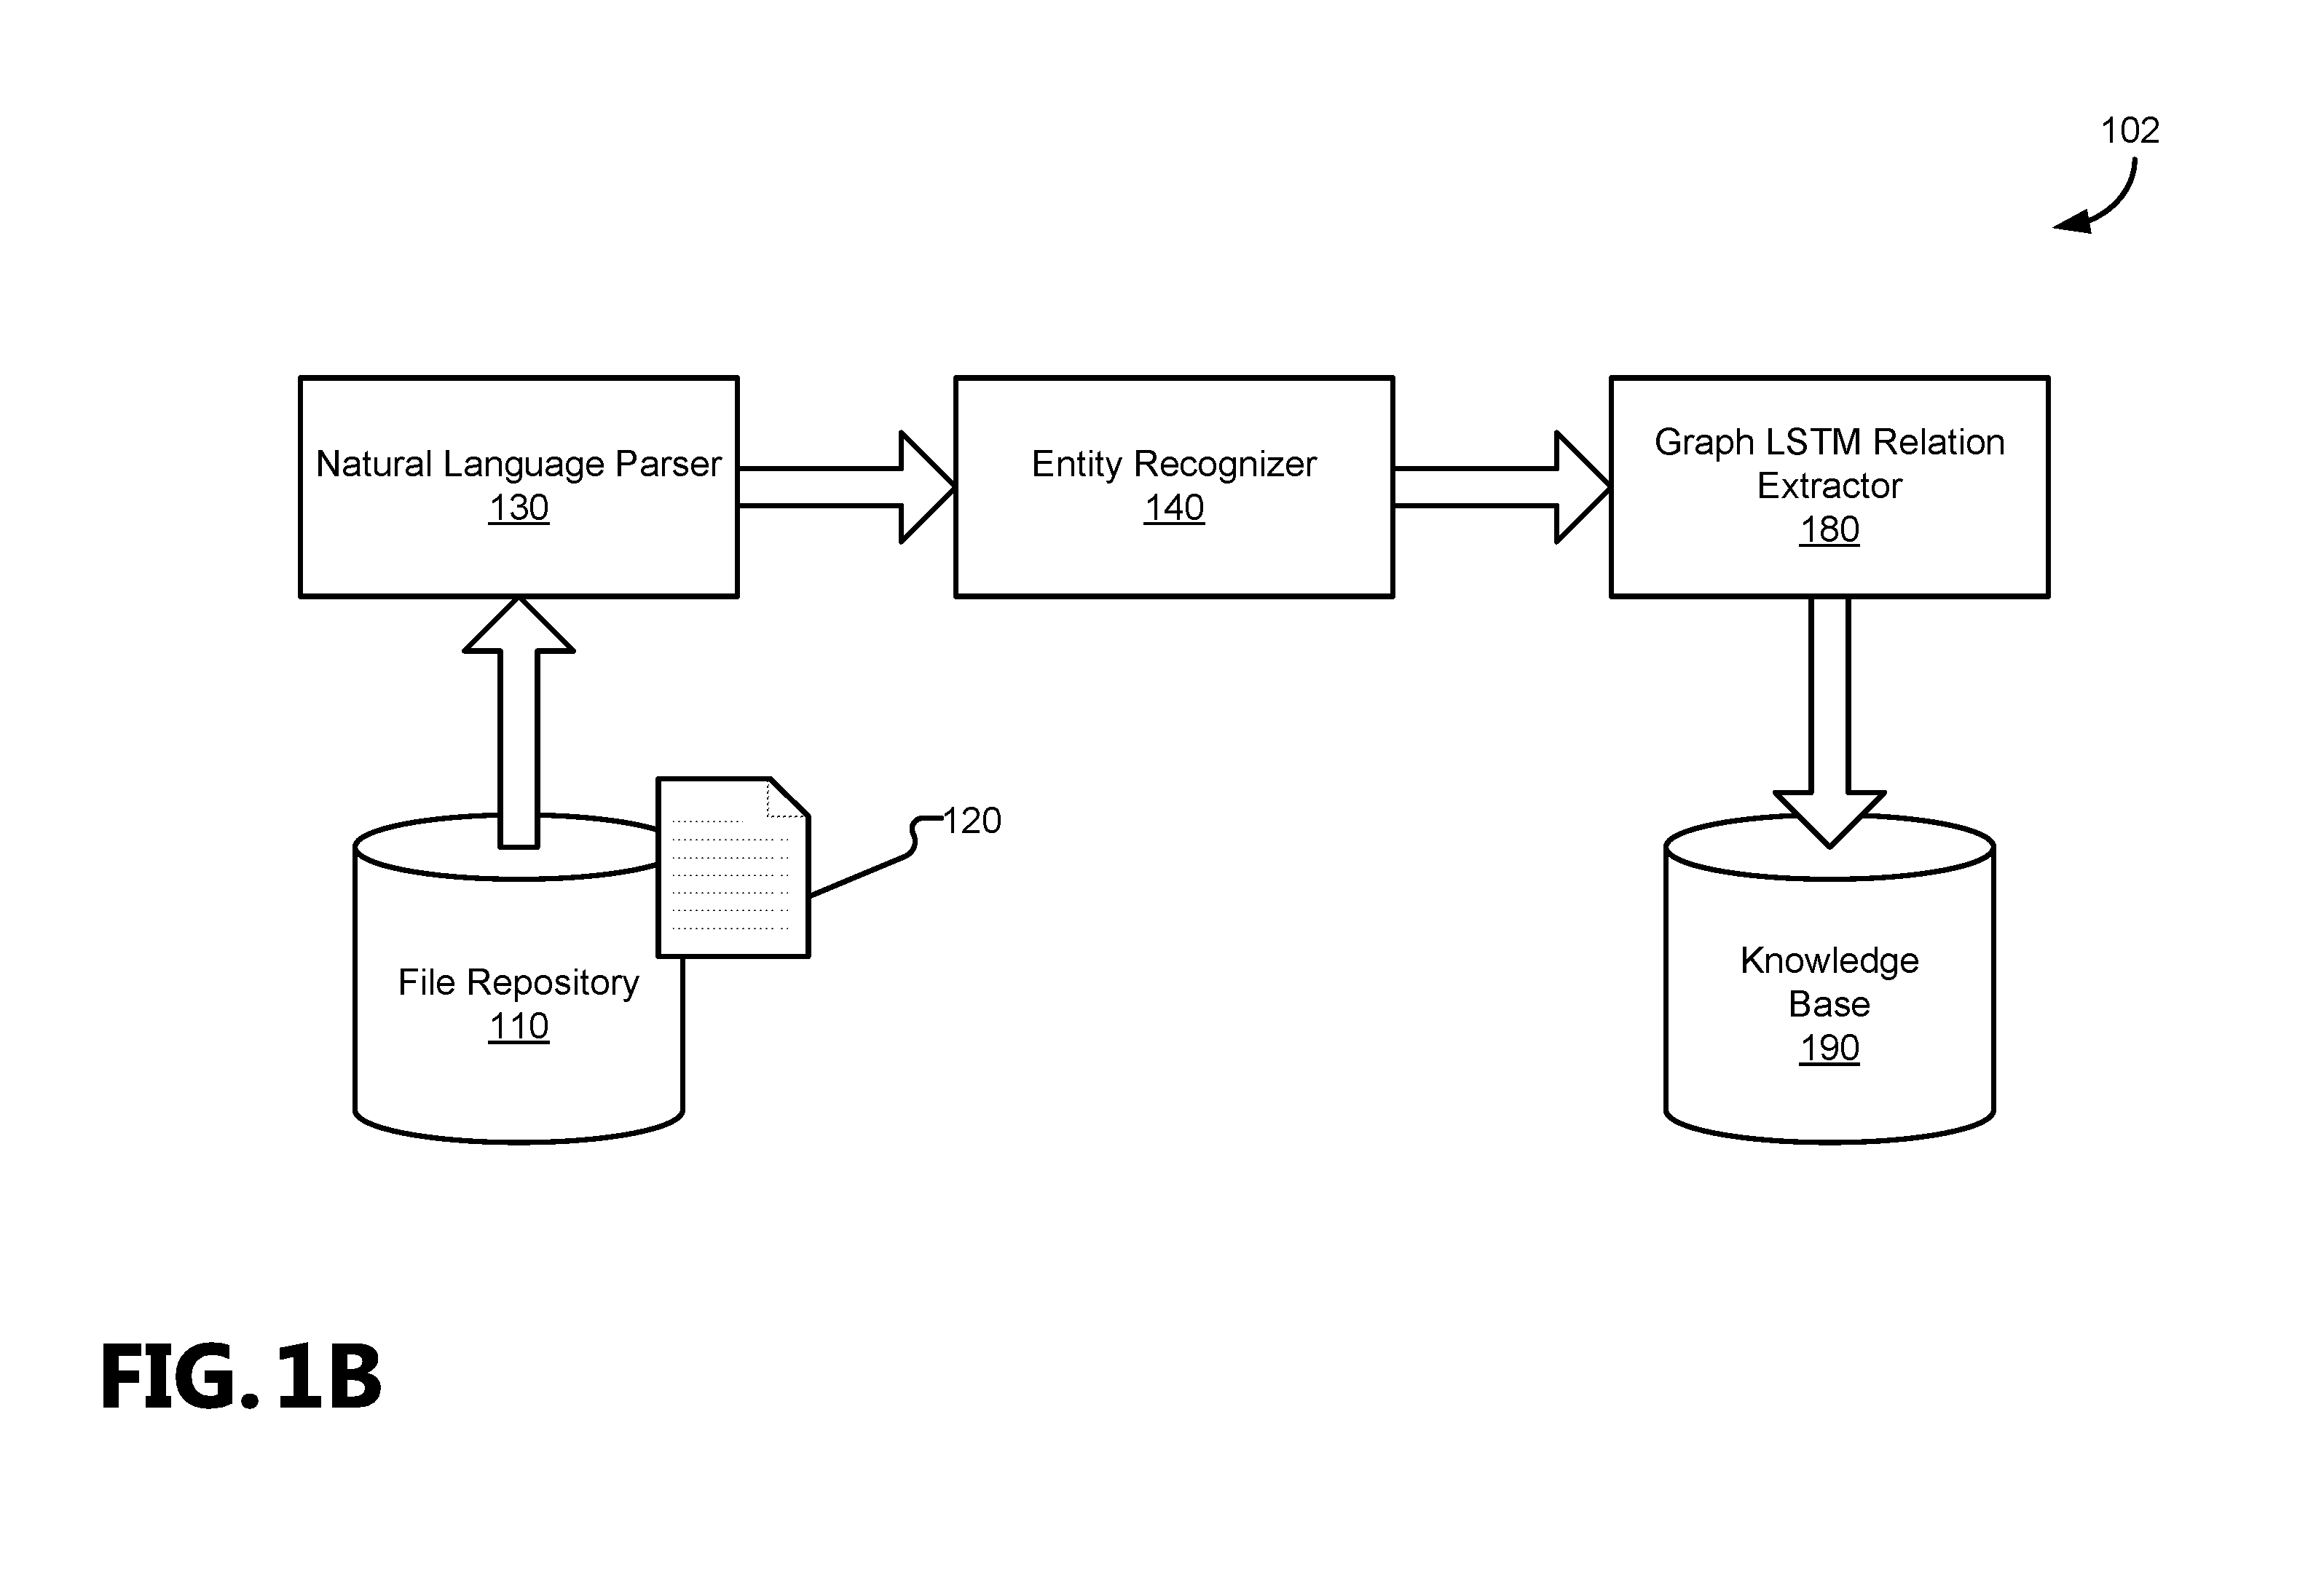 102
Natural Language Parser
130
Entity Recognizer
140
Graph LSTM Relation
Extractor
180
120
File Repository
110
Knowledge
Base
190
FIG. 1B